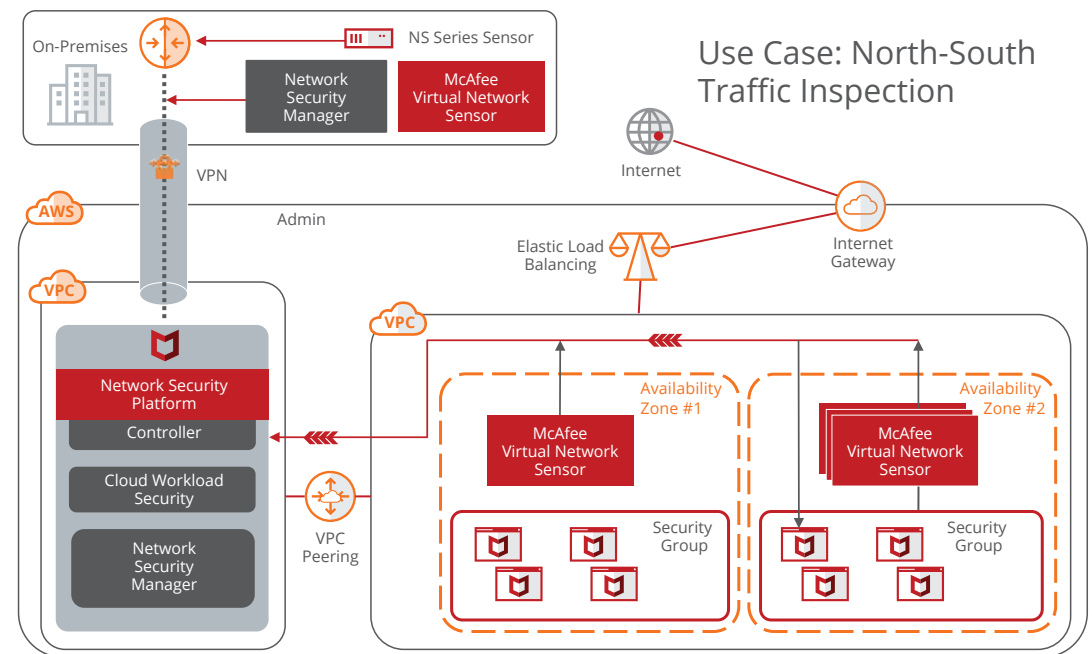 Use Case: North-South
Traffic Inspection
On-Premises
NS Series Sensor
Network
Security
Manager
McAfee
Virtual Network
Sensor
VPN
Internet
AWS
Admin
Elastic Load
Balancing
Internet
Gateway
VPC
Network Security
Platform
Controller
Cloud Workload
Security
Network
Security
Manager
VPC
Peering
VPC
Availability
Zone #1
McAfee
Virtual Network
Sensor
Security
Group
Availability
Zone #2
McAfee
Virtual Network
Sensor
Security
Group